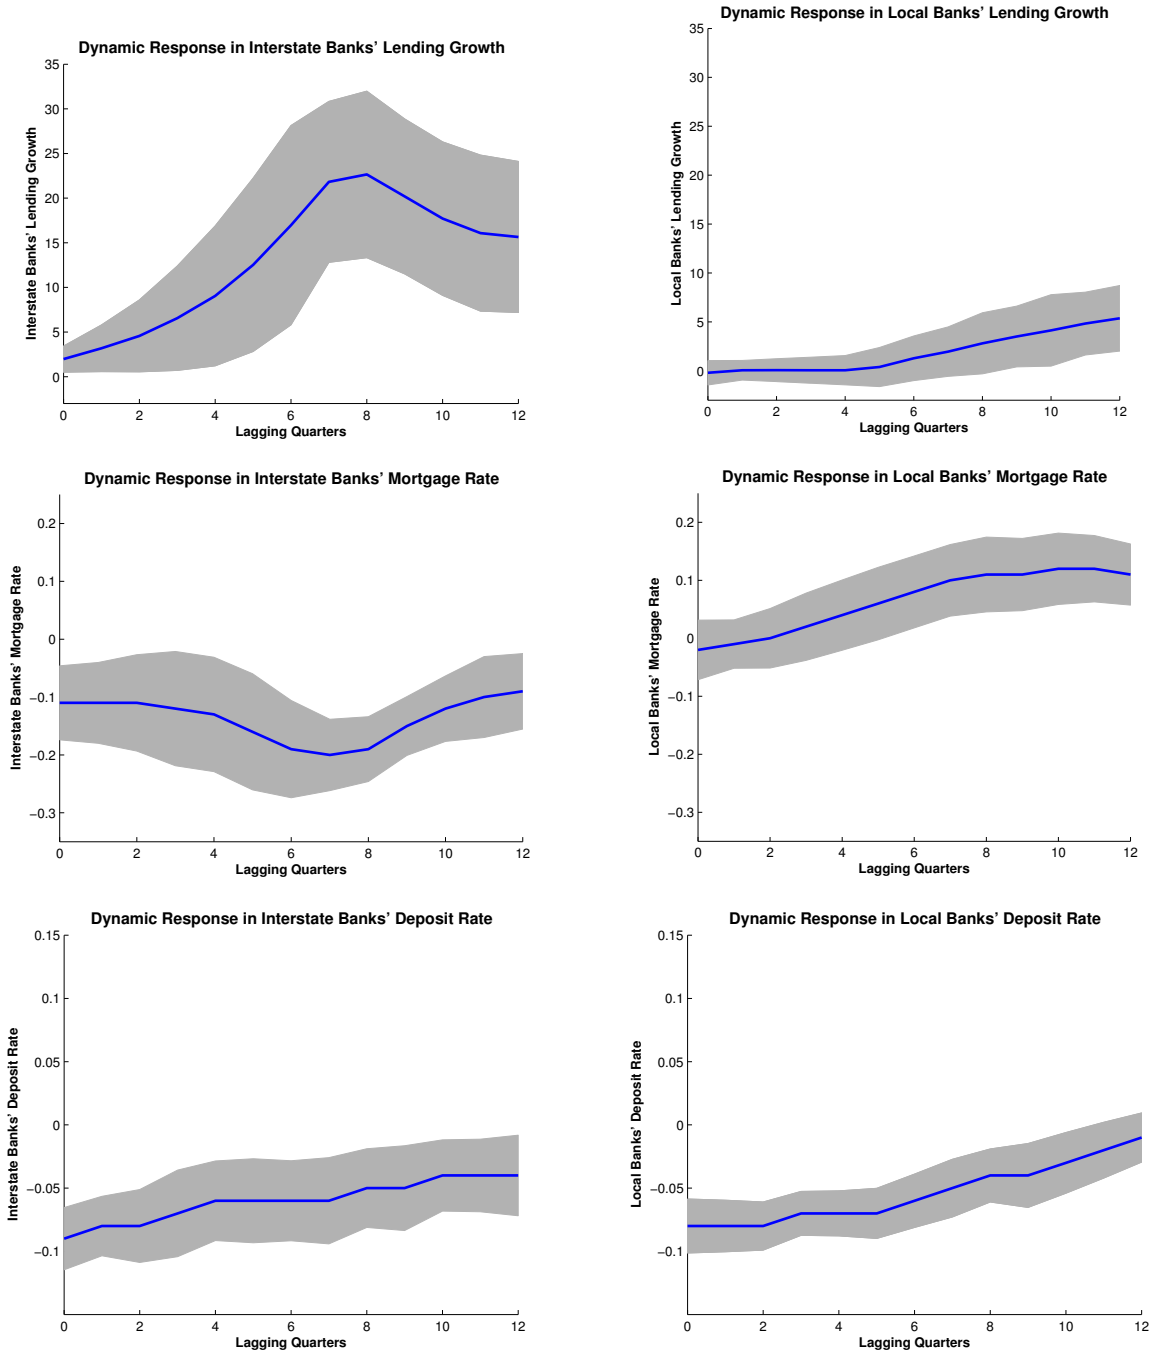 Dynamic Response in Interstate Banks' Lending Growth
35
30
25
20
15
10
5
0
Interstate Banks' Lending Growth
0 2 4 6 8 10 12
Lagging Quarters
Dynamic Response in Local Banks' Lending Growth
35
30
25
20
15
10
5
0
Local Banks' Lending Growth
0 2 4 6 8 10 12
Lagging Quarters
Dynamic Response in Interstate Banks' Mortgage Rate
0.2
0.1
0
−0.1
−0.2
−0.3
Interstate Banks' Mortgage Rate
0 2 4 6 8 10 12
Lagging Quarters
Dynamic Response in Local Banks' Mortgage Rate
0.2
0.1
0
−0.1
−0.2
−0.3
Local Banks' Mortgage Rate
0 2 4 6 8 10 12
Lagging Quarters
Dynamic Response in Interstate Banks' Deposit Rate
0.15
0.1
0.05
0
−0.05
−0.1
Interstate Banks' Deposit Rate
0 2 4 6 8 10 12
Lagging Quarters
Dynamic Response in Local Banks' Deposit Rate
0.15
0.1
0.05
0
−0.05
−0.1
Local Banks' Deposit Rate
0 2 4 6 8 10 12
Lagging Quarters